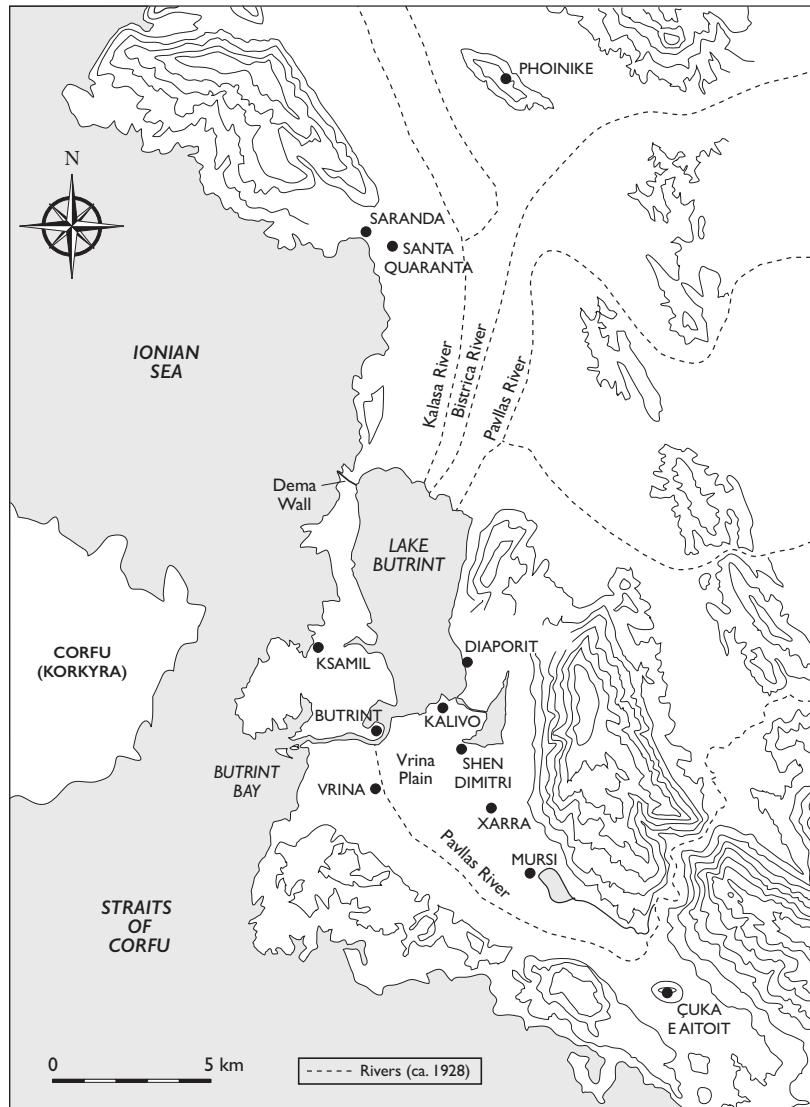 PHOINIKE
N
SARANDA
SANTA
QUARANTA
IONIAN
SEA
Kalasa River
Bistrica River
Pavllas River
Dema
Wall
LAKE
BUTRINT
CORFU
(KORKYRA)
KSAMIL
DIAPORIT
BUTRINT
KALIVO
BUTRINT
BAY
Vrina
Plain
SHEN
DIMITRI
VRINA
XARRA
Pavllas River
MURSI
STRAITS
OF
CORFU
ÇUKA
E AITOIT
0 5 km
Rivers (ca. 1928)